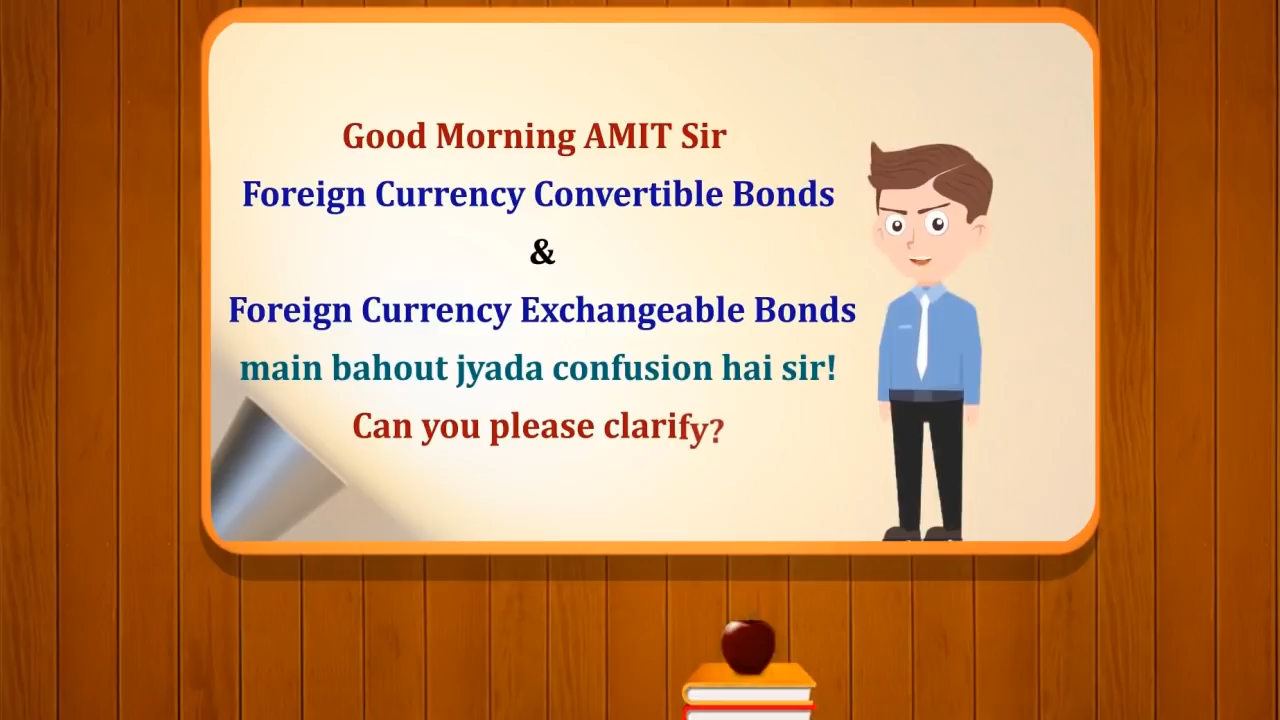 Good Morning AMIT Sir
Foreign Currency Convertible Bonds
&
Foreign Currency Exchangeable Bonds
main bahout jyada confusion hai sir!
Can you please clarify?